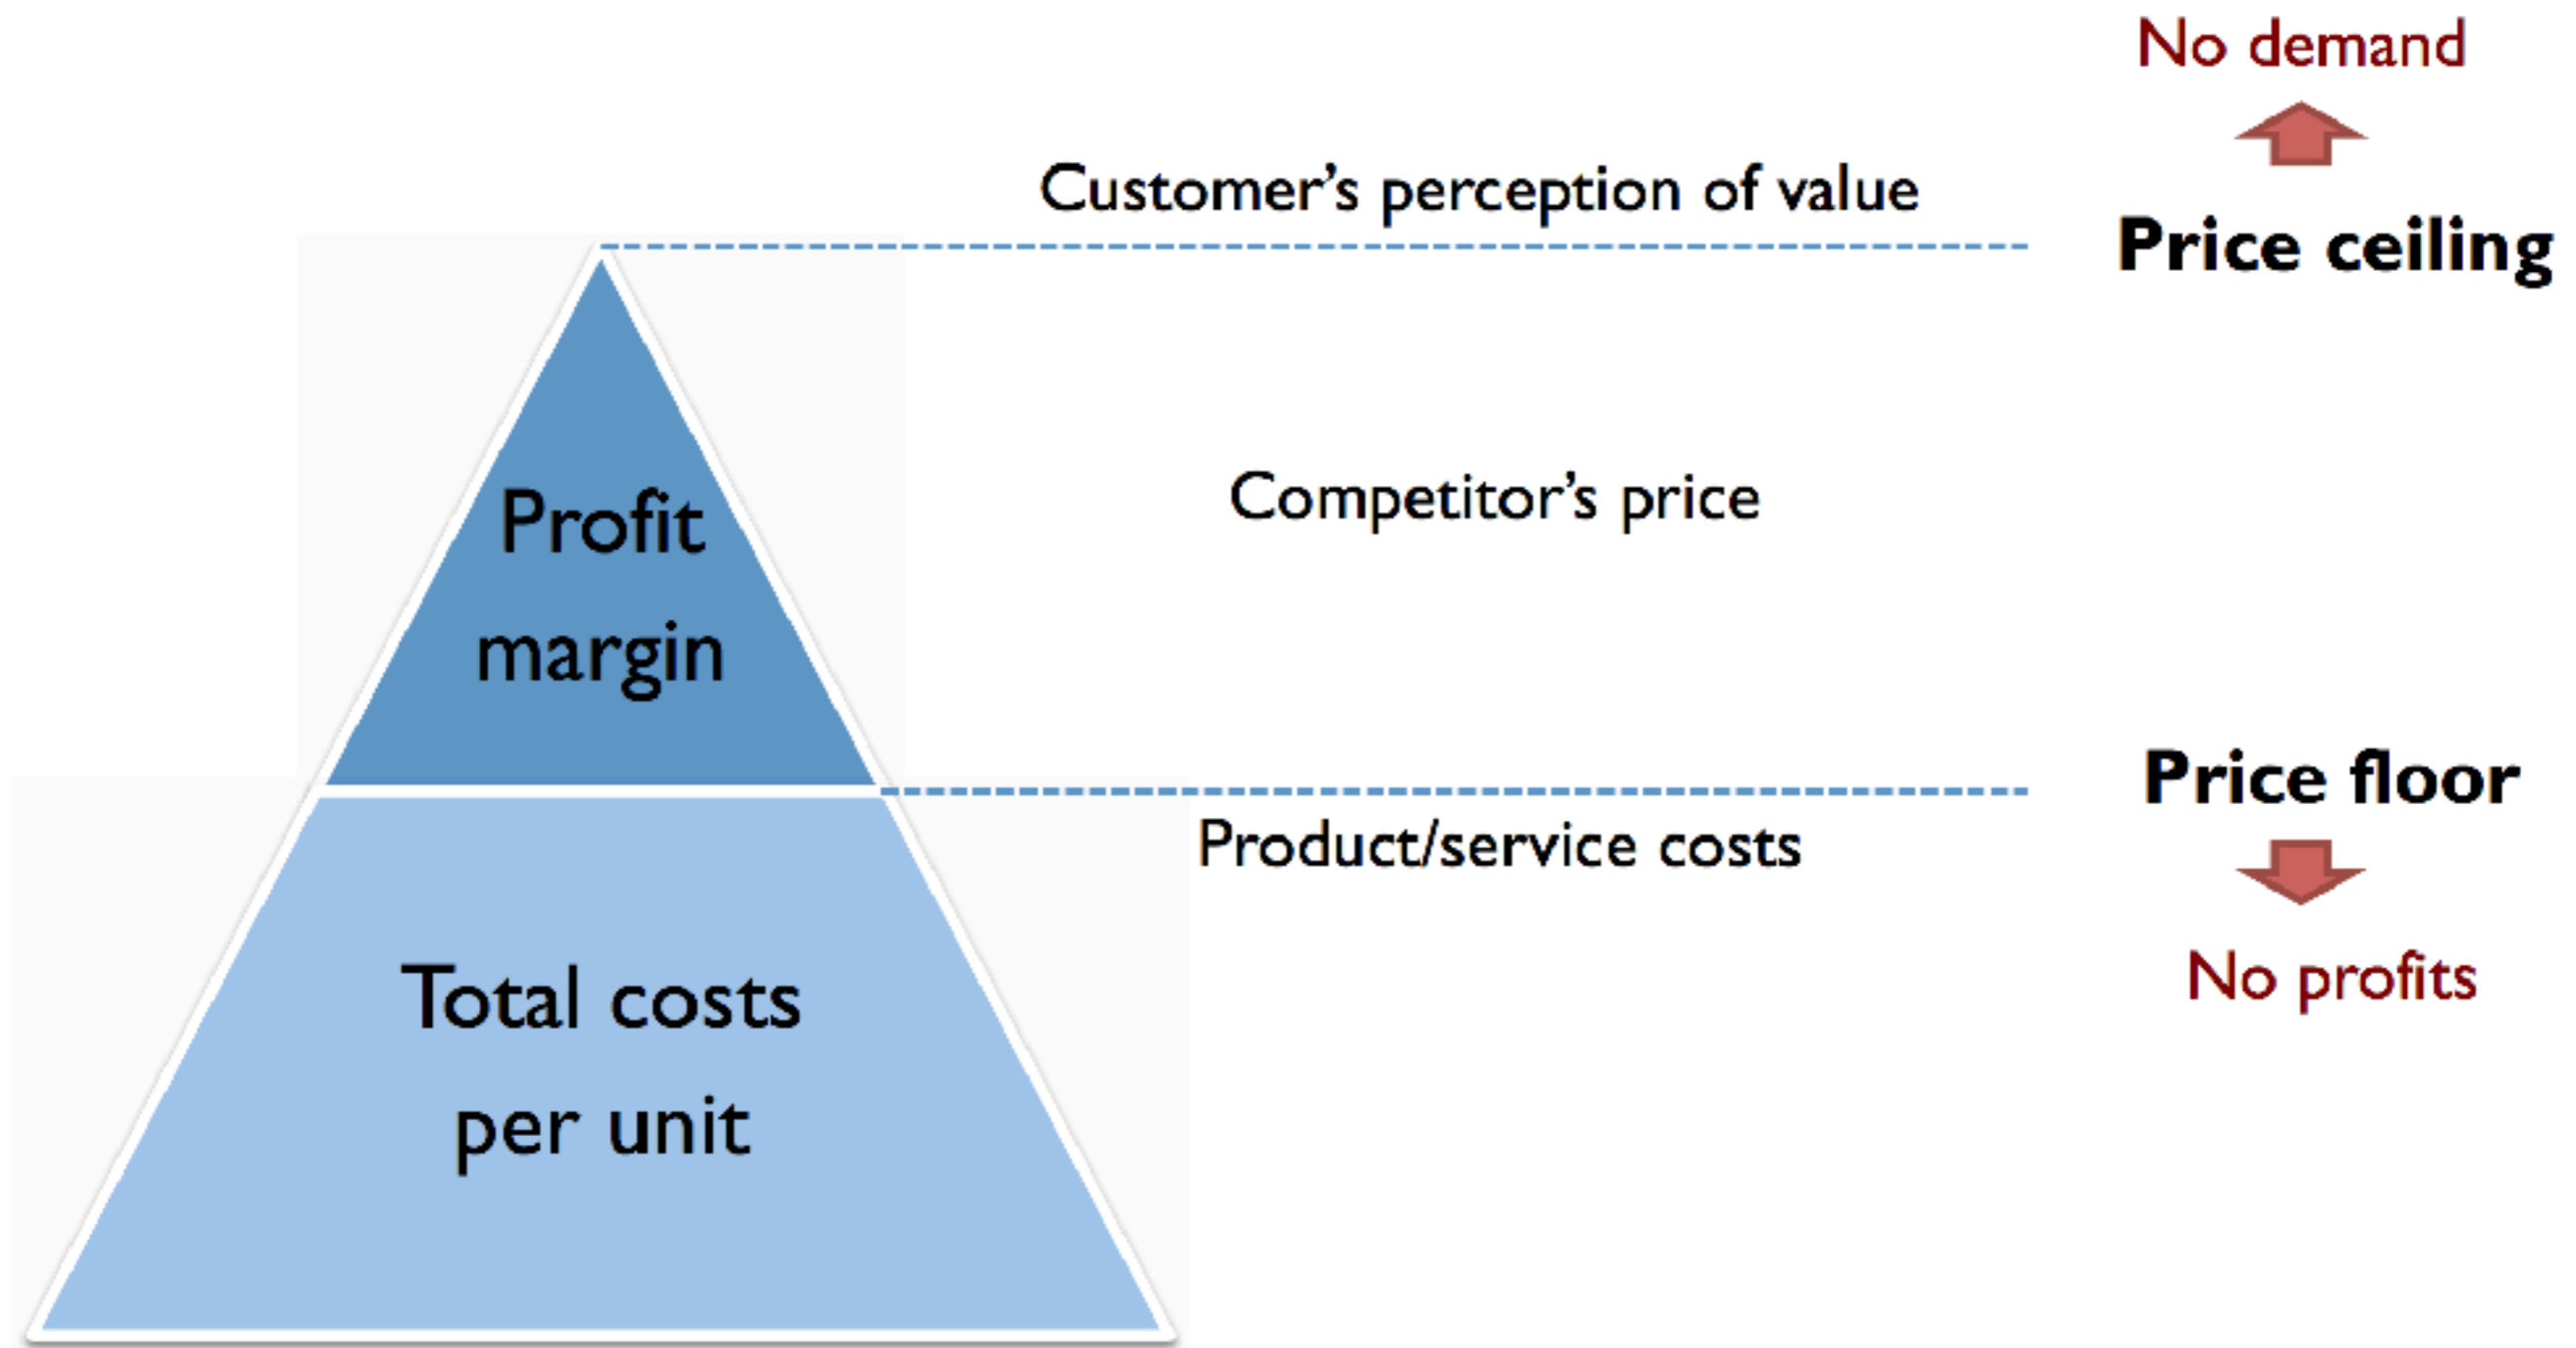 No demand
Customer’s perception of value
Price ceiling
Profit
margin
Competitor’s price
Price floor
Product/service costs
Total costs
per unit
No profits